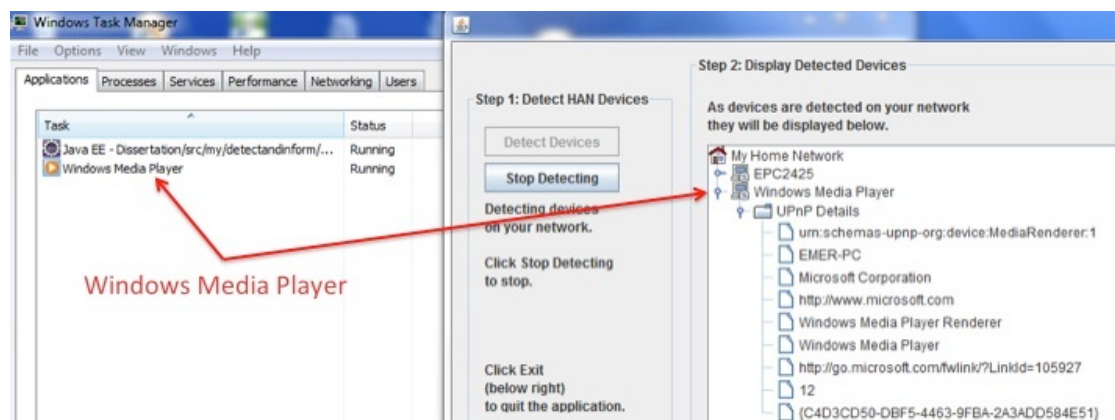 Windows Task Manager
File Options View Windows Help
Applications Processes Services Performance Networking Users
Task Status
Java EE - Dissertation/src/my/detectandinform/... Running
Windows Media Player Running
Windows Media Player
Step 1: Detect HAN Devices
Detect Devices
Stop Detecting
Detecting devices
on your network.
Click Stop Detecting
to stop.
Click Exit
(below right)
to quit the application.
Step 2: Display Detected Devices
As devices are detected on your network
they will be displayed below.
My Home Network
EPC2425
Windows Media Player
UPnP Details
urn:schemas-upnp-org:device:MediaRenderer:1
EMER-PC
Microsoft Corporation
http://www.microsoft.com
Windows Media Player Renderer
Windows Media Player
http://go.microsoft.com/fwlink/?LinkId=105927
12
{C4D3CD50-DBF5-4463-9FBA-2A3ADD584E51}